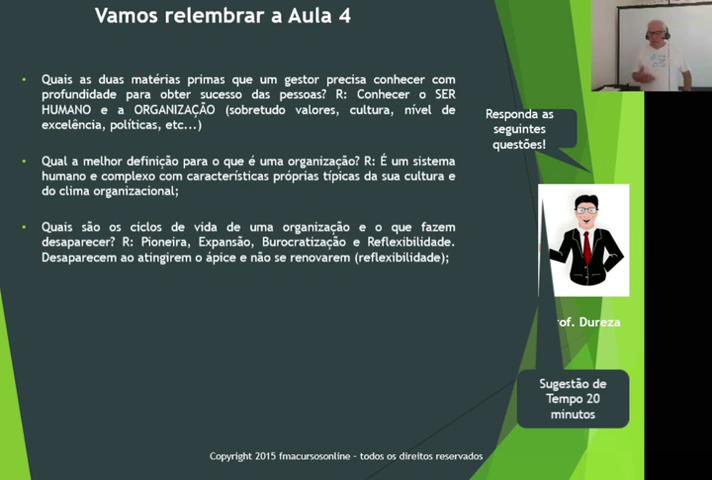 Vamos relembrar a Aula 4
Quais as duas matérias primas que um gestor precisa conhecer com
profundidade para obter sucesso das pessoas? R: Conhecer o SER
HUMANO e a ORGANIZAÇÃO (sobretudo valores, cultura, nível de
excelência, políticas, etc...)
Qual a melhor definição para o que é uma organização? R: É um sistema
humano e complexo com características próprias típicas da sua cultura e
do clima organizacional;
Quais são os ciclos de vida de uma organização e o que fazem
desaparecer? R: Pioneira, Expansão, Burocratização e Reflexibilidade.
Desaparecem ao atingirem o ápice e não se renovarem (reflexibilidade);
Responda as
seguintes
questões!
rof. Dureza
Sugestão de
Tempo 20
minutos
Copyright 2015 fmacursosonline – todos os direitos reservados